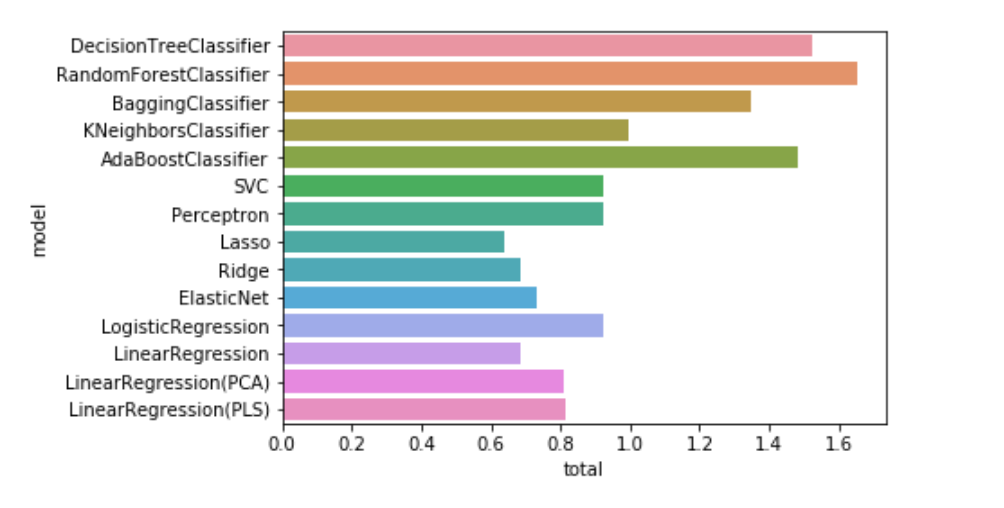 DecisionTreeClassifier
RandomForestClassifier
BaggingClassifier
KNeighborsClassifier
AdaBoostClassifier
SVC
Perceptron
Lasso
Ridge
ElasticNet
LogisticRegression
LinearRegression
LinearRegression(PCA)
LinearRegression(PLS)
model
0.0 0.2 0.4 0.6 0.8 1.0 1.2 1.4 1.6
total